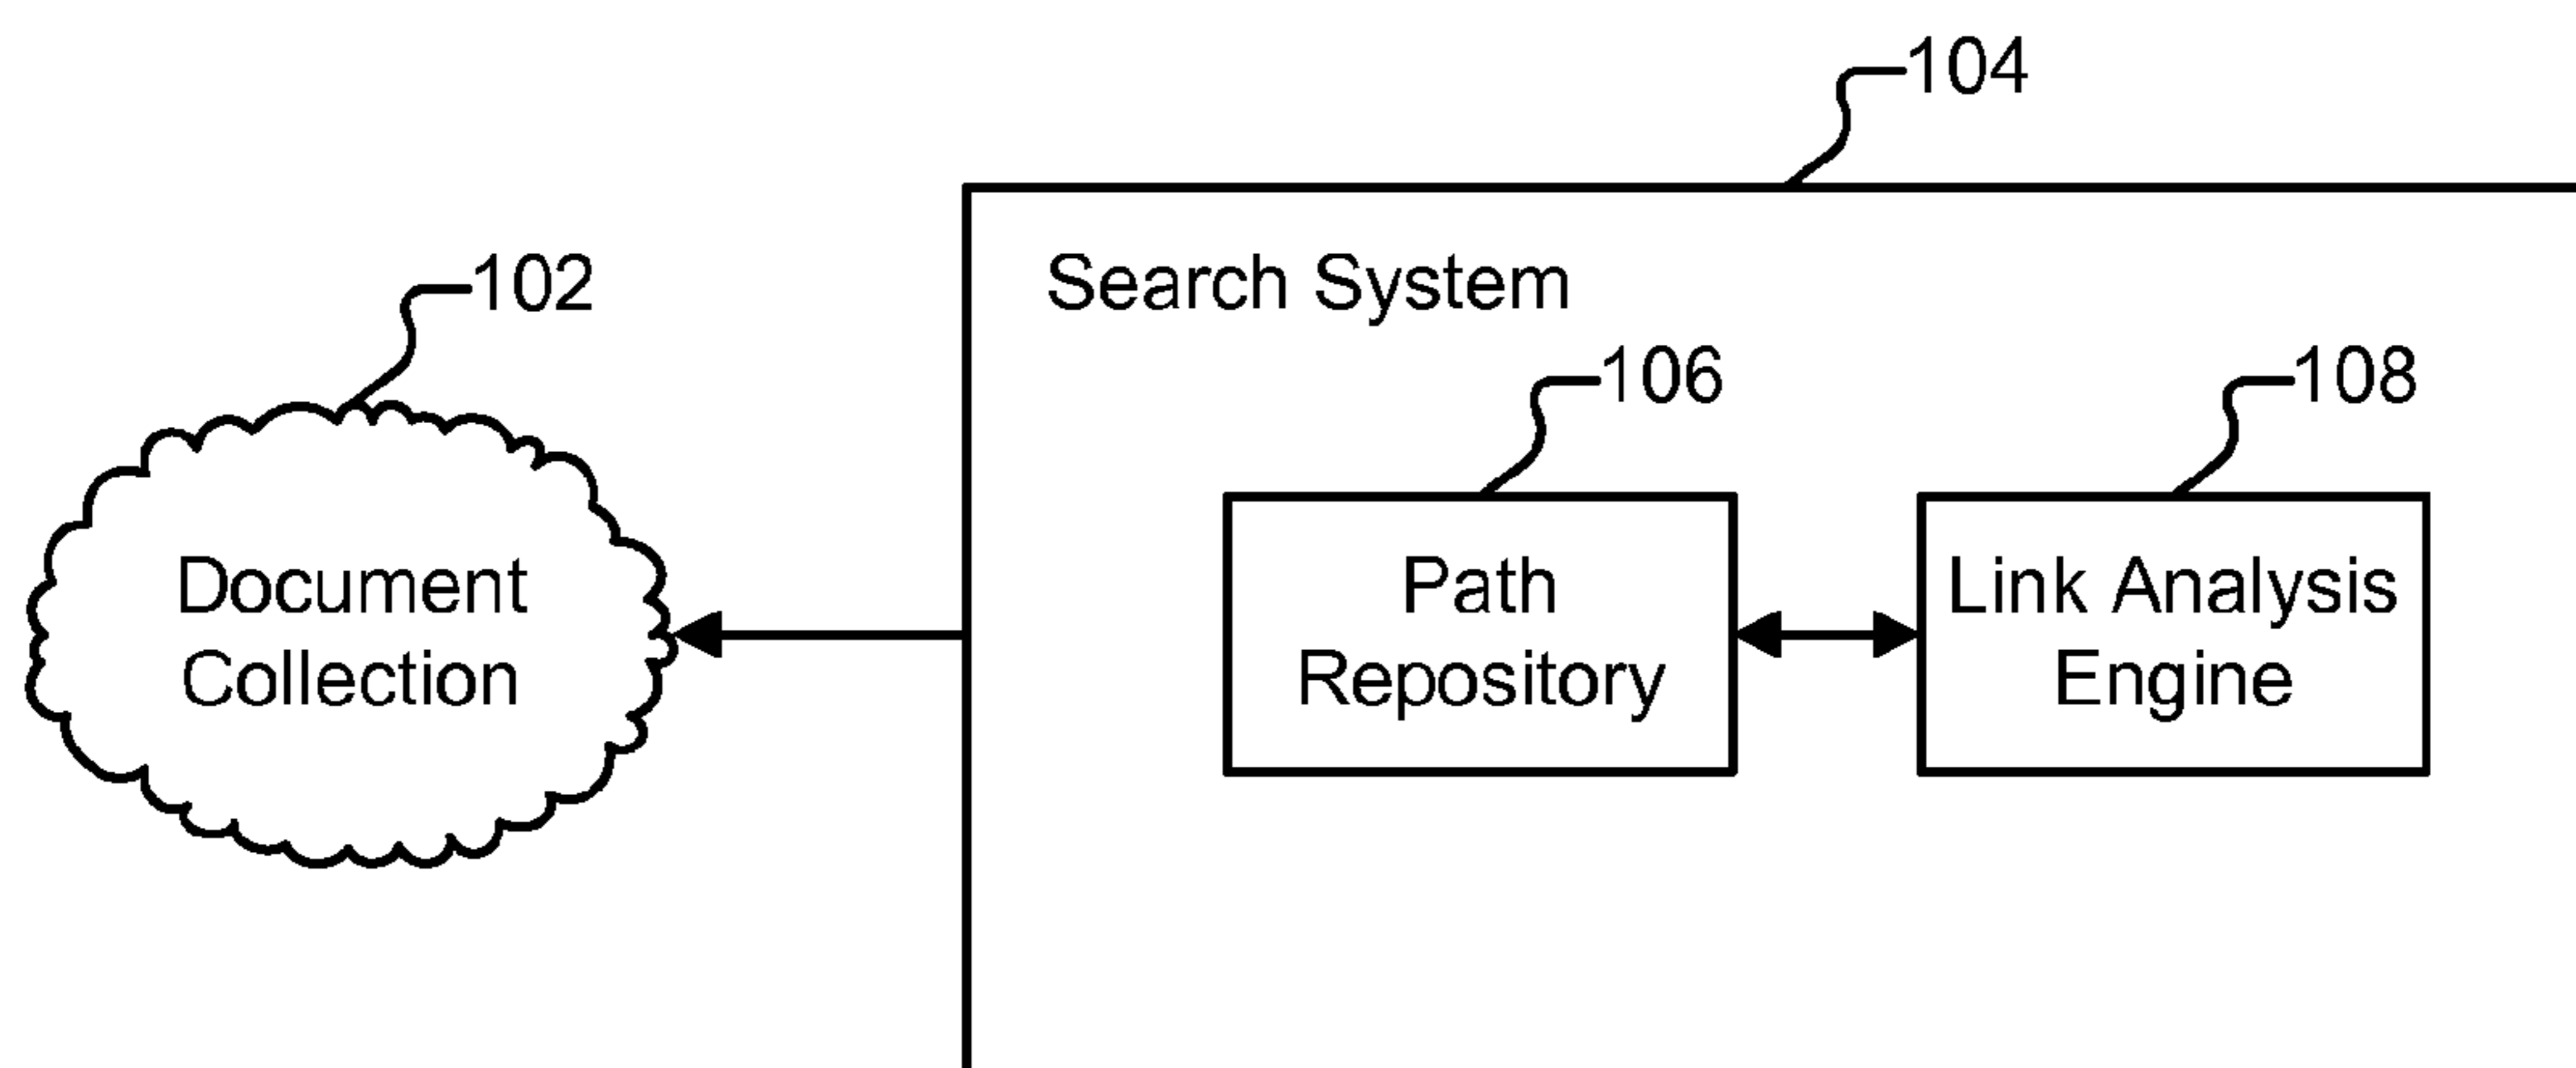 104
102
Search System
106
108
Document
Collection
Path
Repository
Link Analysis
Engine